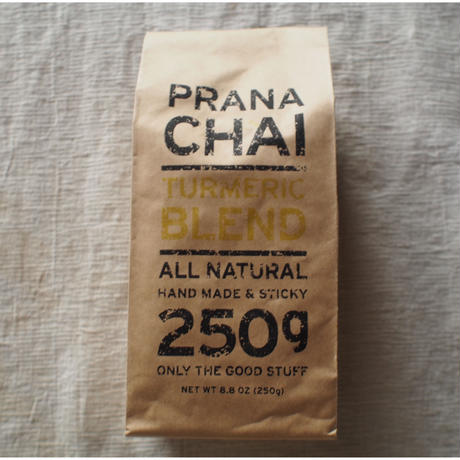 PRANA
CHAI
TURMERIC
BLEND
ALL NATURAL
HAND MADE & STICKY
250g
ONLY THE GOOD STUFF
NET WT 8.8 OZ (250g)